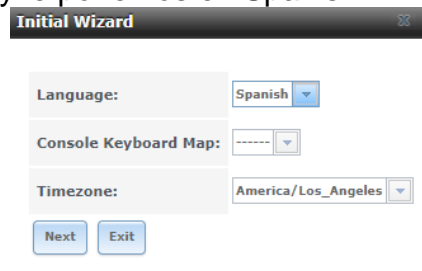 Initial Wizard
Language: Spanish
Console Keyboard Map: ------
Timezone: America/Los_Angeles
Next Exit